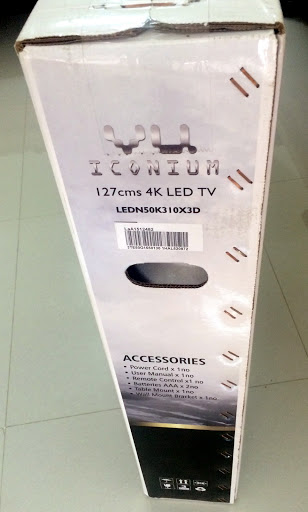 VU
ICONIUM
127cms 4K LED TV
LEDN50K310X3D
ACCESSORIES
• Power Cord x 1no
• User Manual x 1no
• Remote Control x1 no
• Batteries AAA x 2no
• Table Mount x 1no
• Wall Mount Bracket x 1no